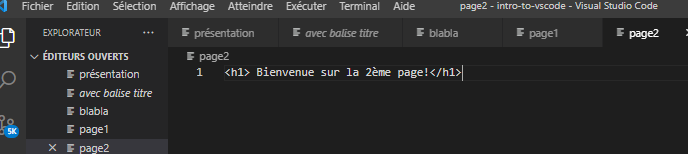 Edition Sélection Affichage Atteindre Exécuter Terminal Aide page2 - intro-to-vscode - Visual Studio Code
EXPLORATEUR ··· présentation avec balise titre blabla page1 page2
ÉDITEURS OUVERTS page2
1 <h1> Bienvenue sur la 2ème page!</h1>
présentation
avec balise titre
blabla
page1
5K
page2